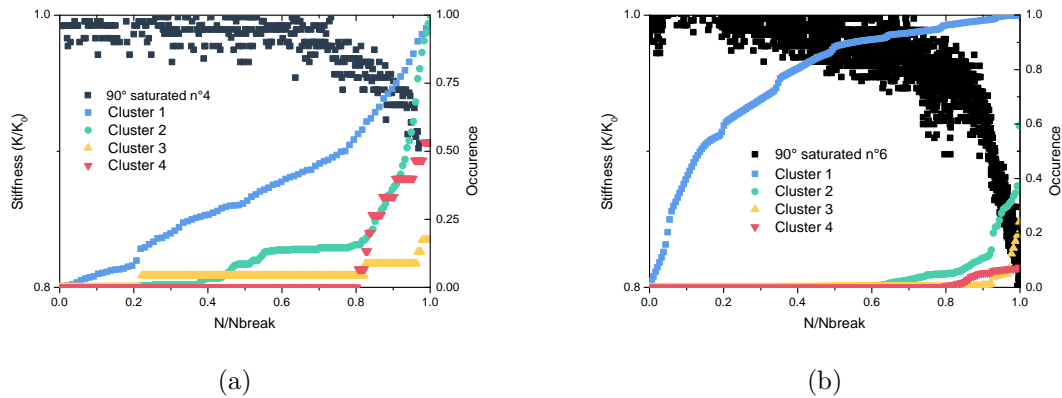 1.0
0.8
Stiffness (K/K0)
90° saturated n°4
Cluster 1
Cluster 2
Cluster 3
Cluster 4
1.00
0.75
0.50
0.25
0.00
Occurence
0.0 0.2 0.4 0.6 0.8 1.0
N/Nbreak
(a)
1.0
0.8
Stiffness (K/K0)
90° saturated n°6
Cluster 1
Cluster 2
Cluster 3
Cluster 4
1.0
0.8
0.6
0.4
0.2
0.0
Occurence
0.0 0.2 0.4 0.6 0.8 1.0
N/Nbreak
(b)